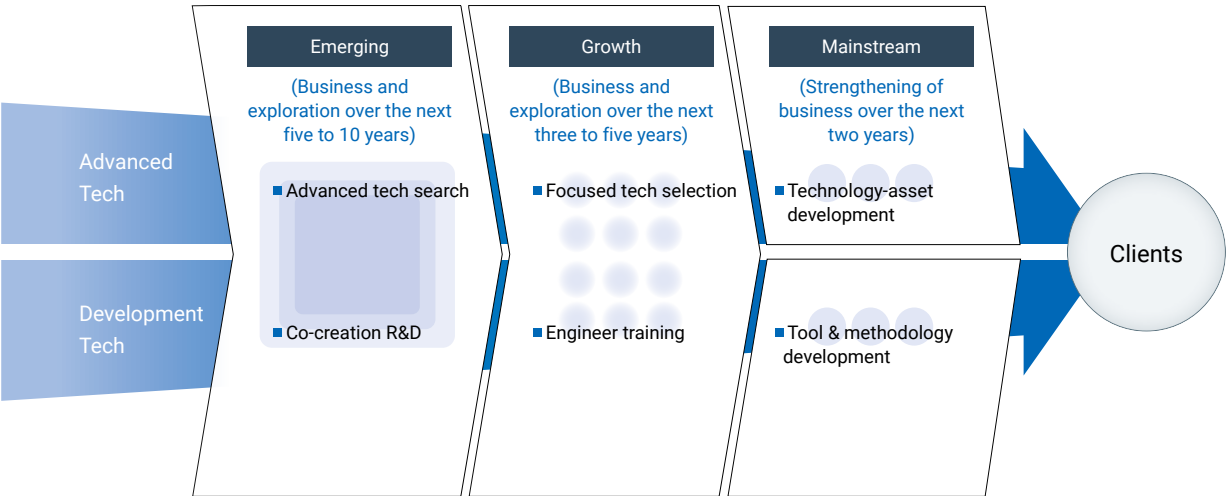 Emerging
(Business and
exploration over the next
five to 10 years)
Growth
(Business and
exploration over the next
three to five years)
Mainstream
(Strengthening of
business over the next
two years)
Advanced
Tech
Advanced tech search
Focused tech selection
Technology-asset
development
Clients
Development
Tech
Co-creation R&D
Engineer training
Tool & methodology
development